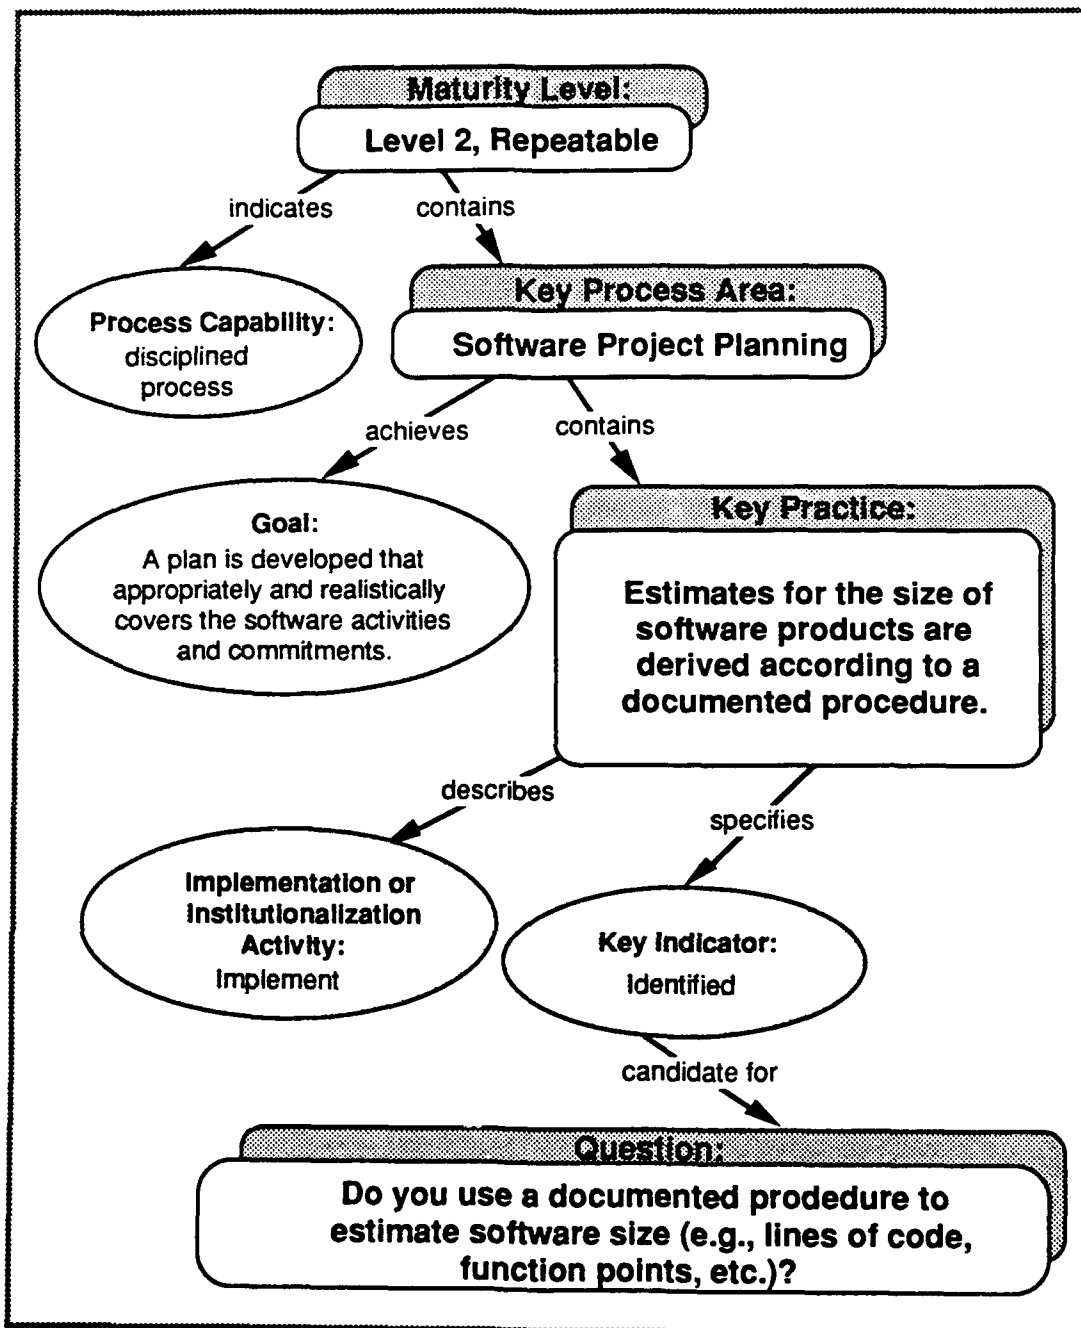 Maturity Level:
Level 2, Repeatable
indicates
contains
Process Capability:
disciplined
process
Key Process Area:
Software Project Planning
achieves
contains
Goal:
A plan is developed that
appropriately and realistically
covers the software activities
and commitments.
Key Practice:
Estimates for the size of
software products are
derived according to a
documented procedure.
describes
specifies
Implementation or
Institutionalization
Activity:
Implement
Key Indicator:
Identified
candidate for
Question:
Do you use a documented prodedure to
estimate software size (e.g., lines of code,
function points, etc.)?